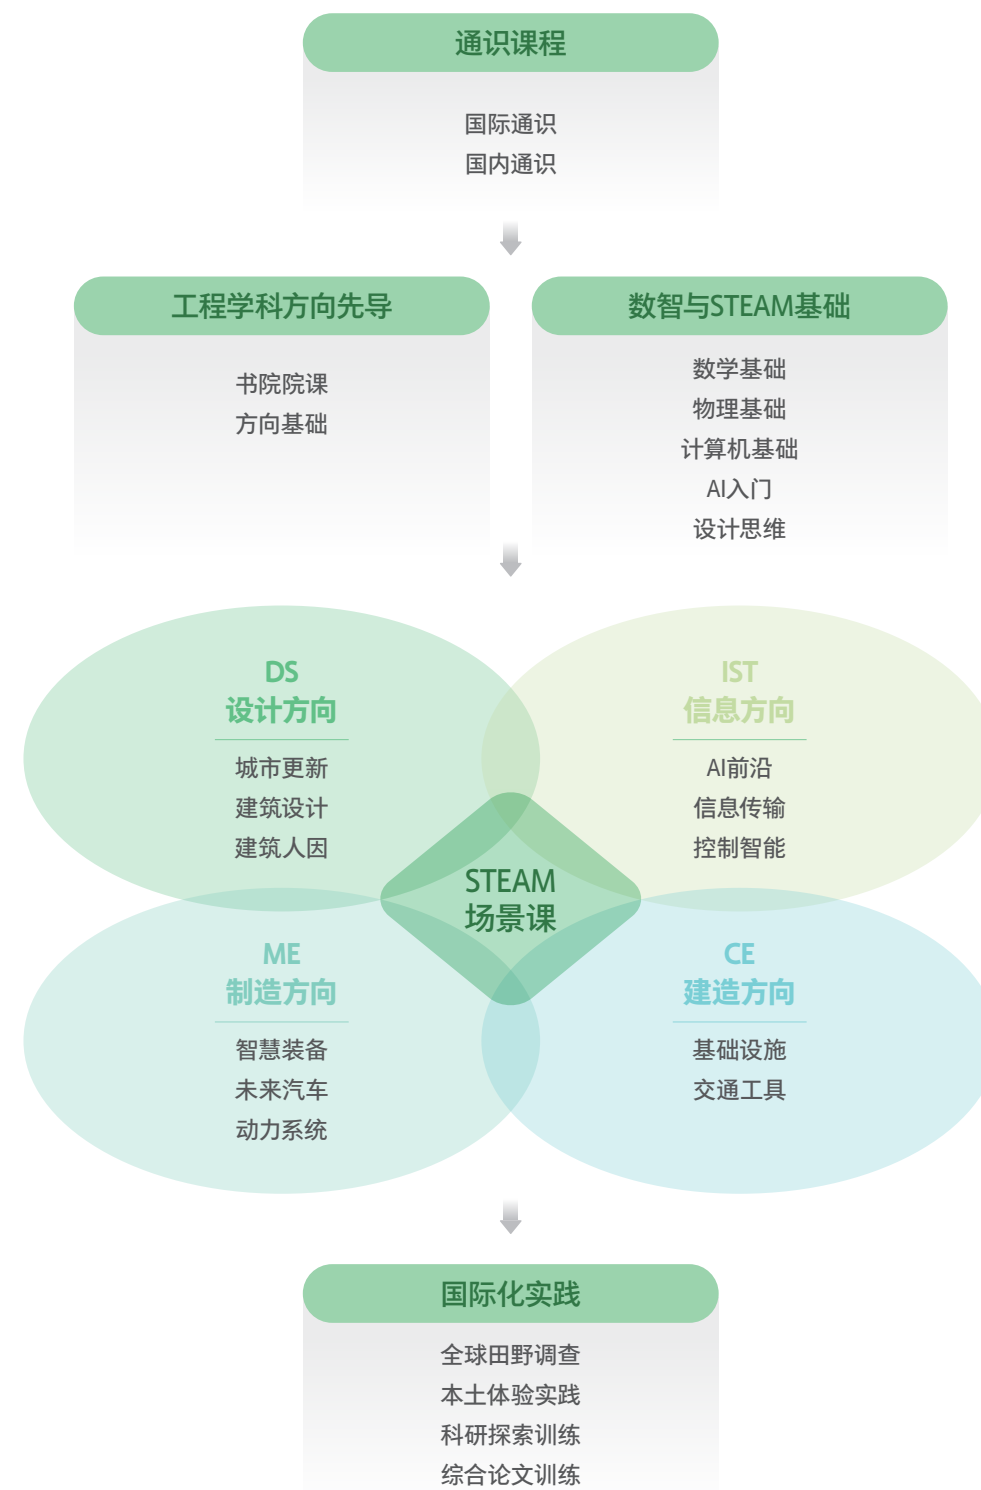 通识课程
国际通识
国内通识
工程学科方向先导
书院院课
方向基础
数智与STEAM基础
数学基础
物理基础
计算机基础
AI入门
设计思维
DS
设计方向
城市更新
建筑设计
建筑人因
IST
信息方向
AI前沿
信息传输
控制智能
STEAM
场景课
ME
制造方向
智慧装备
未来汽车
动力系统
CE
建造方向
基础设施
交通工具
国际化实践
全球田野调查
本土体验实践
科研探索训练
综合论文训练